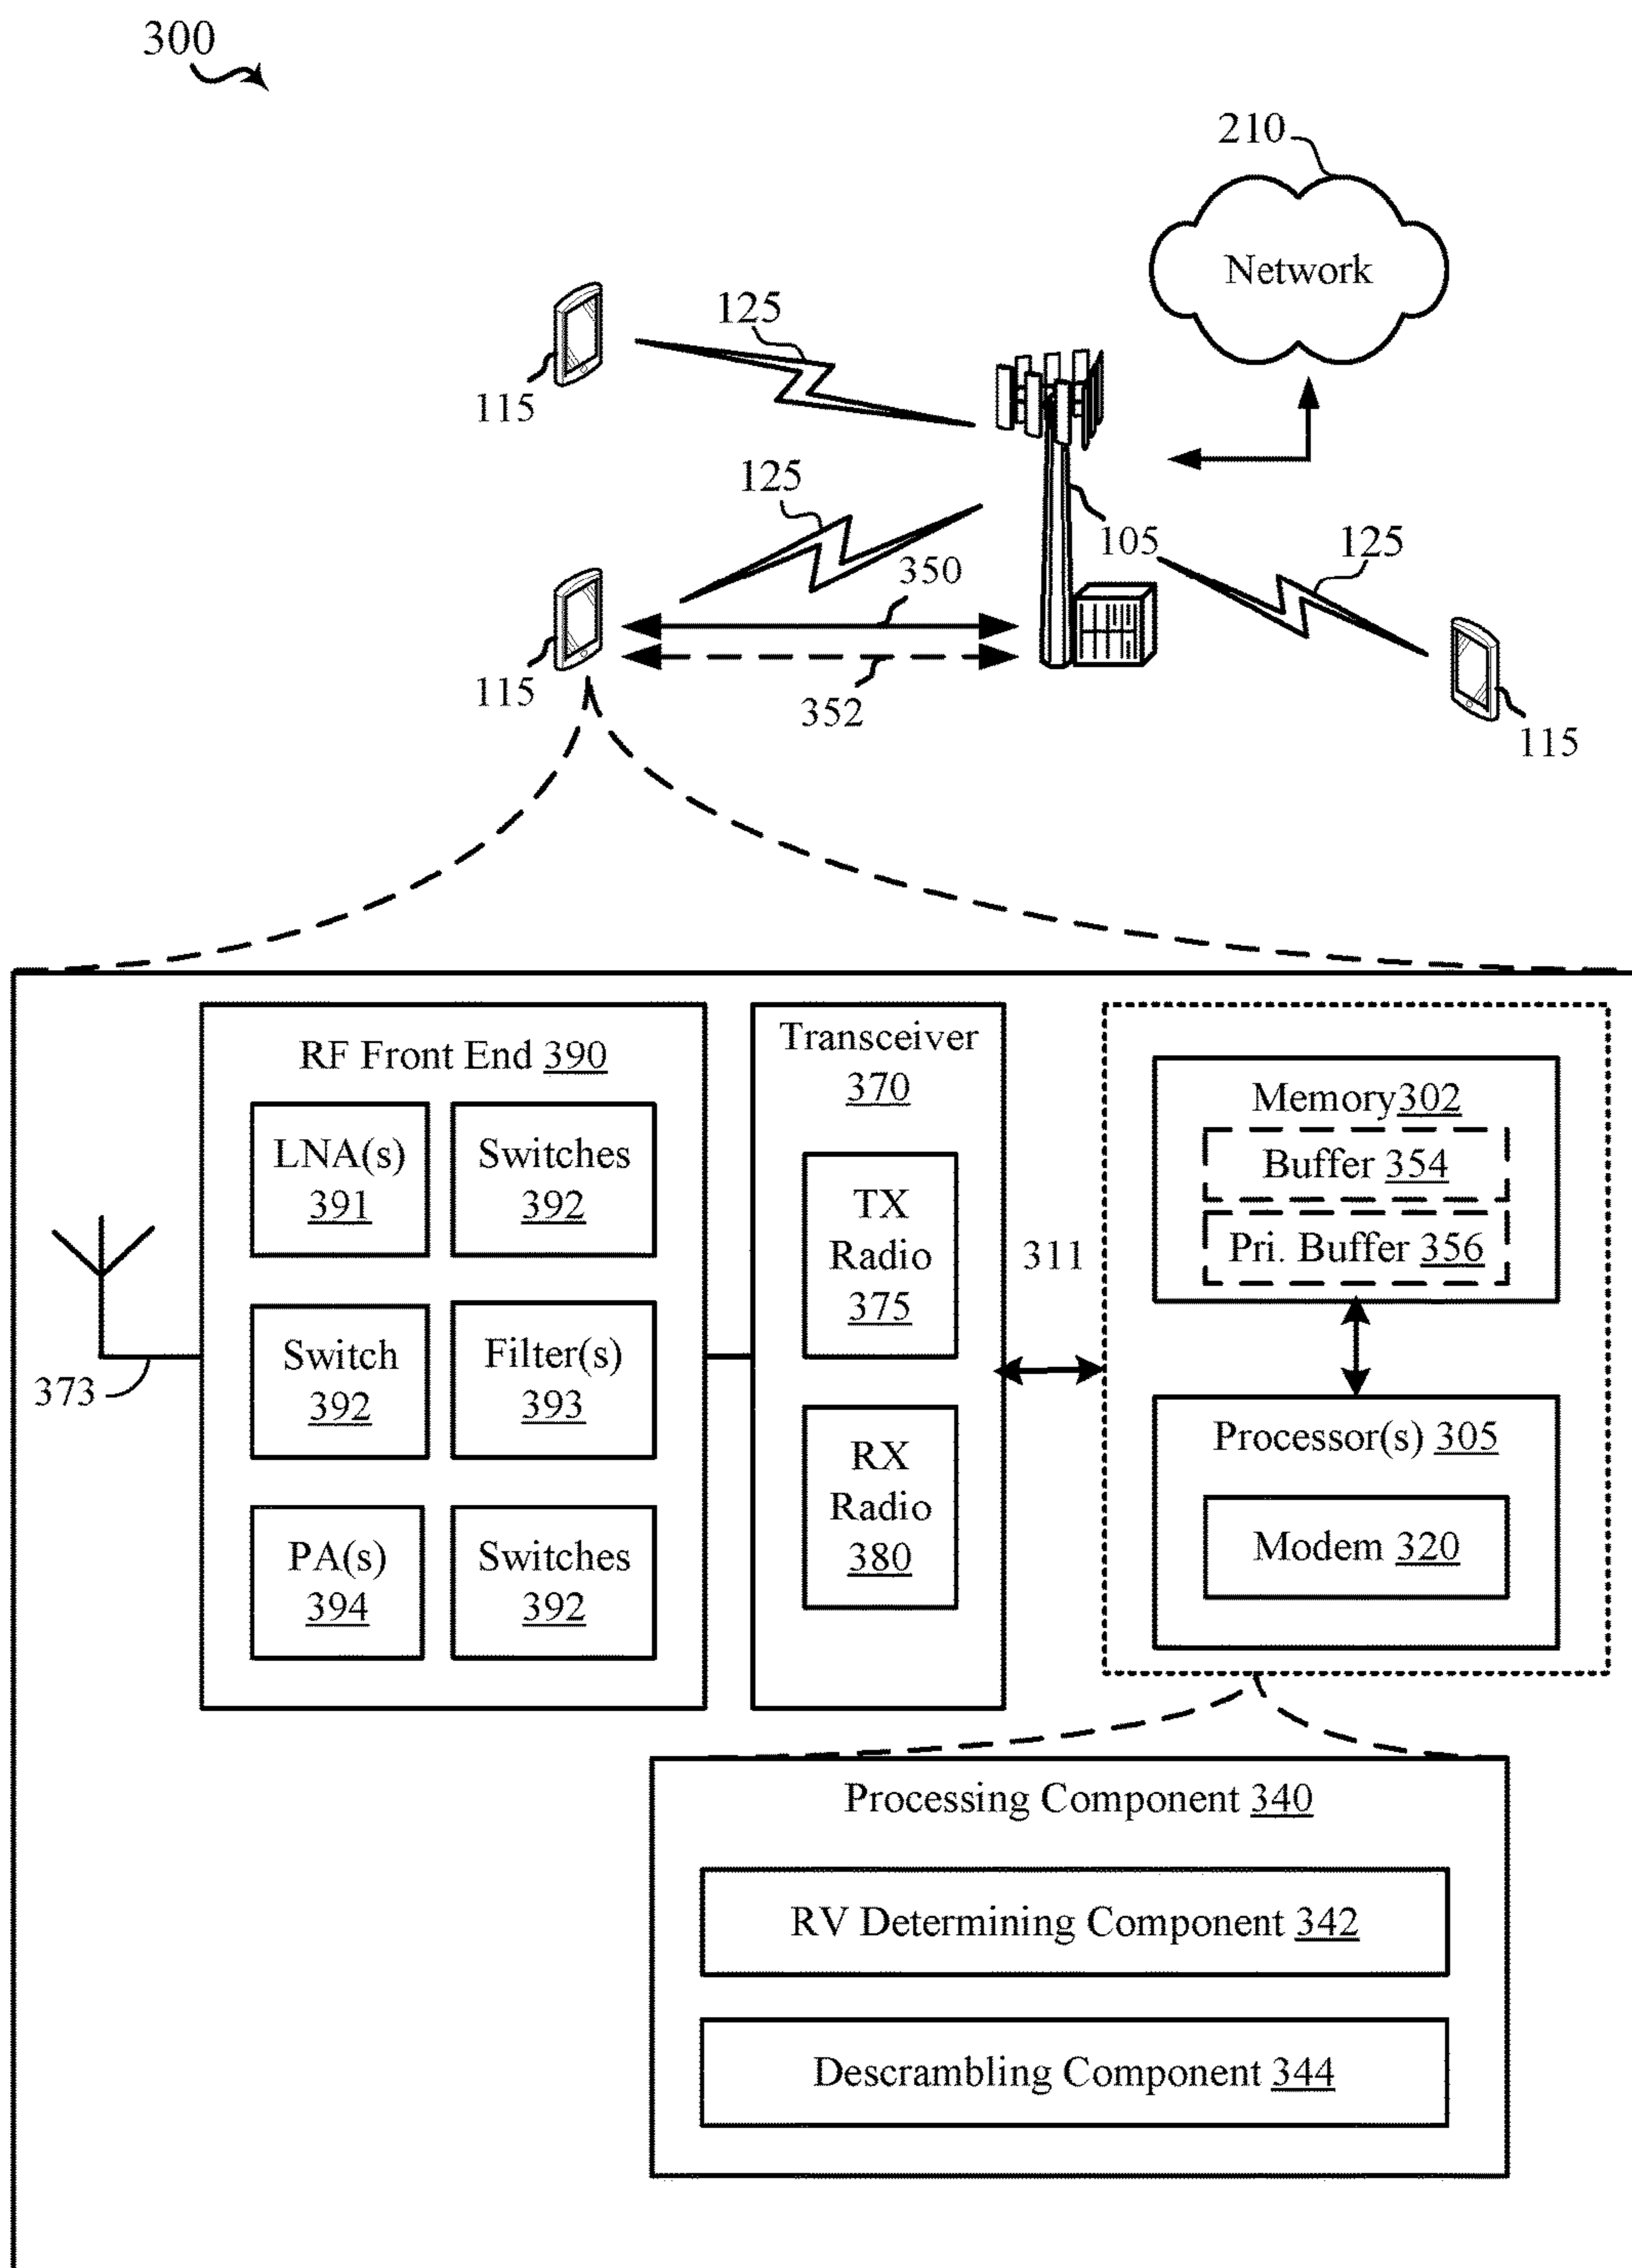 300
210
Network
125
115
125
105
125
350
115
352
115
RF Front End 390
LNA(s)
391
Switches
392
Switch
392
Filter(s)
393
PA(s)
394
Switches
392
373
Transceiver
370
TX
Radio
375
RX
Radio
380
311
Memory302
Buffer 354
Pri. Buffer 356
Processor(s) 305
Modem 320
Processing Component 340
RV Determining Component 342
Descrambling Component 344